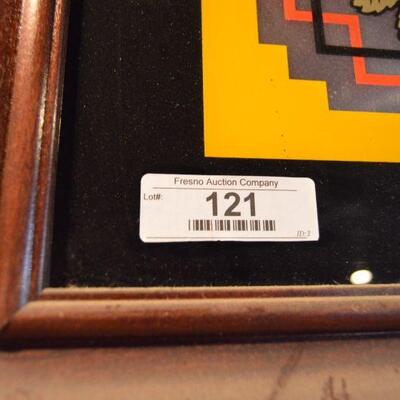 Fresno Auction Company
Lot#:
121
ID:3